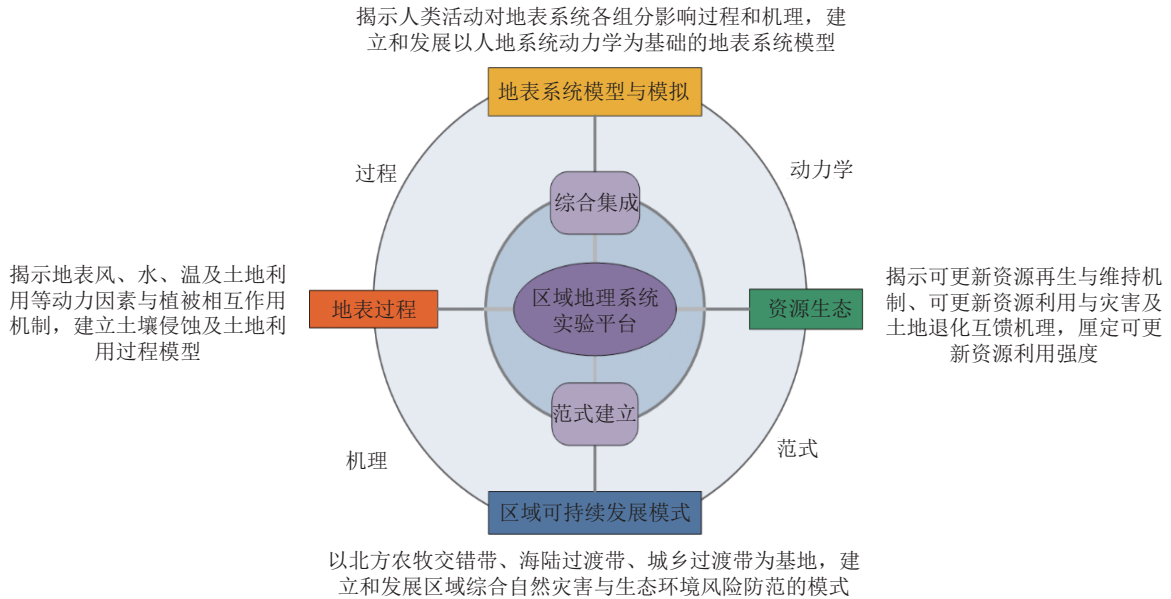 揭示人类活动对地表系统各组分影响过程和机理，建
立和发展以人地系统动力学为基础的地表系统模型
地表系统模型与模拟
过程
动力学
综合集成
揭示地表风、水、温及土地利
用等动力因素与植被相互作用
机制，建立土壤侵蚀及土地利
用过程模型
地表过程
区域地理系统
实验平台
资源生态
揭示可更新资源再生与维持机
制、可更新资源利用与灾害及
土地退化互馈机理，厘定可更
新资源利用强度
范式建立
机理
范式
区域可持续发展模式
以北方农牧交错带、海陆过渡带、城乡过渡带为基地，建
立和发展区域综合自然灾害与生态环境风险防范的模式